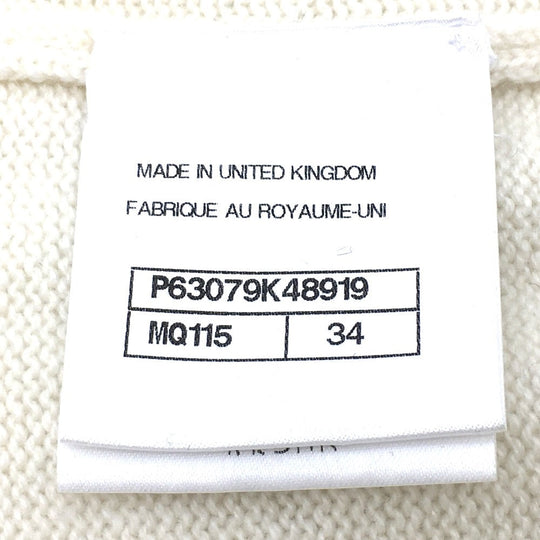 MADE IN UNITED KINGDOM
FABRIQUE AU ROYAUME-UNI
P63079K48919
MQ115 34